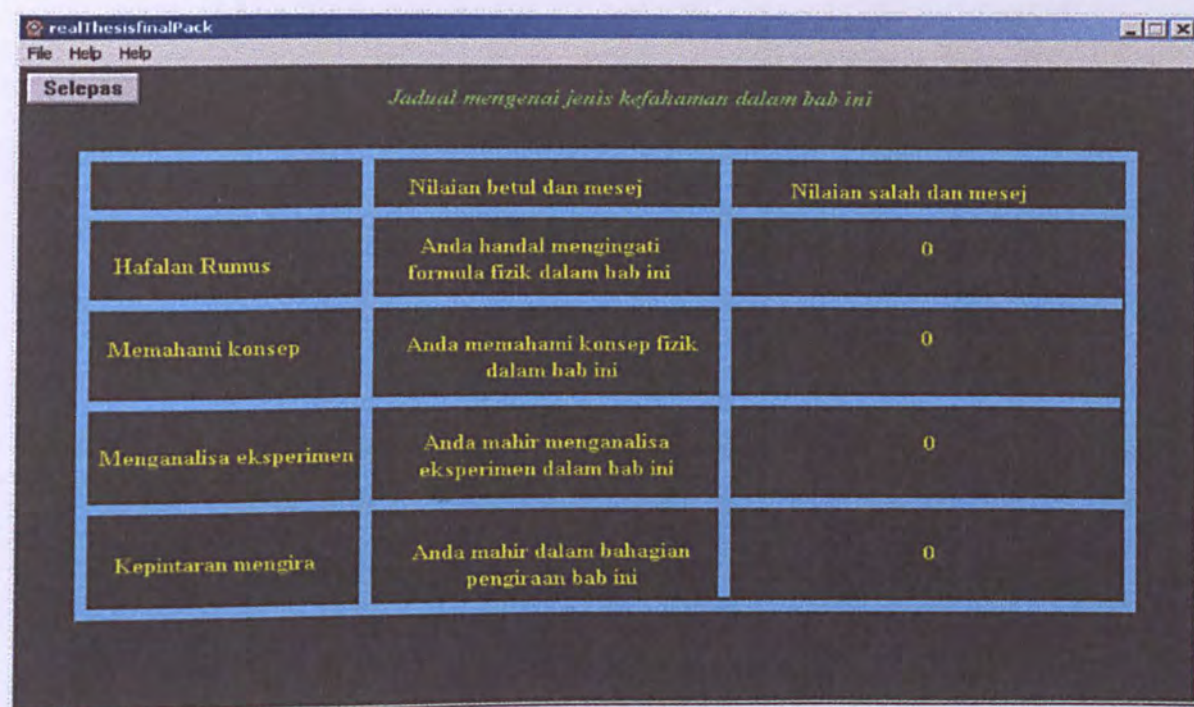 realThesisfinalPack
File Help Help
Selepas
Jadual mengenai jenis kefahaman dalam bab ini
Nilaian betul dan mesej
Nilaian salah dan mesej
Hafalan Rumus
Anda handal mengingati
formula fizik dalam bab ini
0
Memahami konsep
Anda memahami konsep fizik
dalam bab ini
0
Menganalisa eksperimen
Anda mahir menganalisa
eksperimen dalam bab ini
0
Kepintaran mengira
Anda mahir dalam bahagian
pengiraan bab ini
0